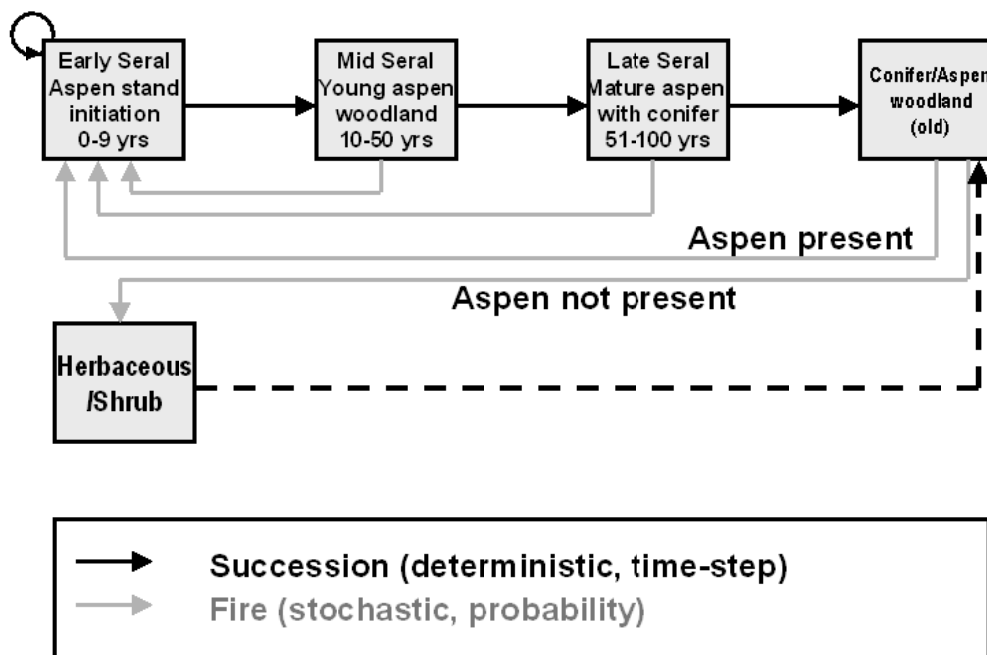 Early Seral
Aspen stand
initiation
0-9 yrs
Mid Seral
Young aspen
woodland
10-50 yrs
Late Seral
Mature aspen
with conifer
51-100 yrs
Conifer/Aspen
woodland
(old)
Aspen present
Aspen not present
Herbaceous
/Shrub
Succession (deterministic, time-step)
Fire (stochastic, probability)